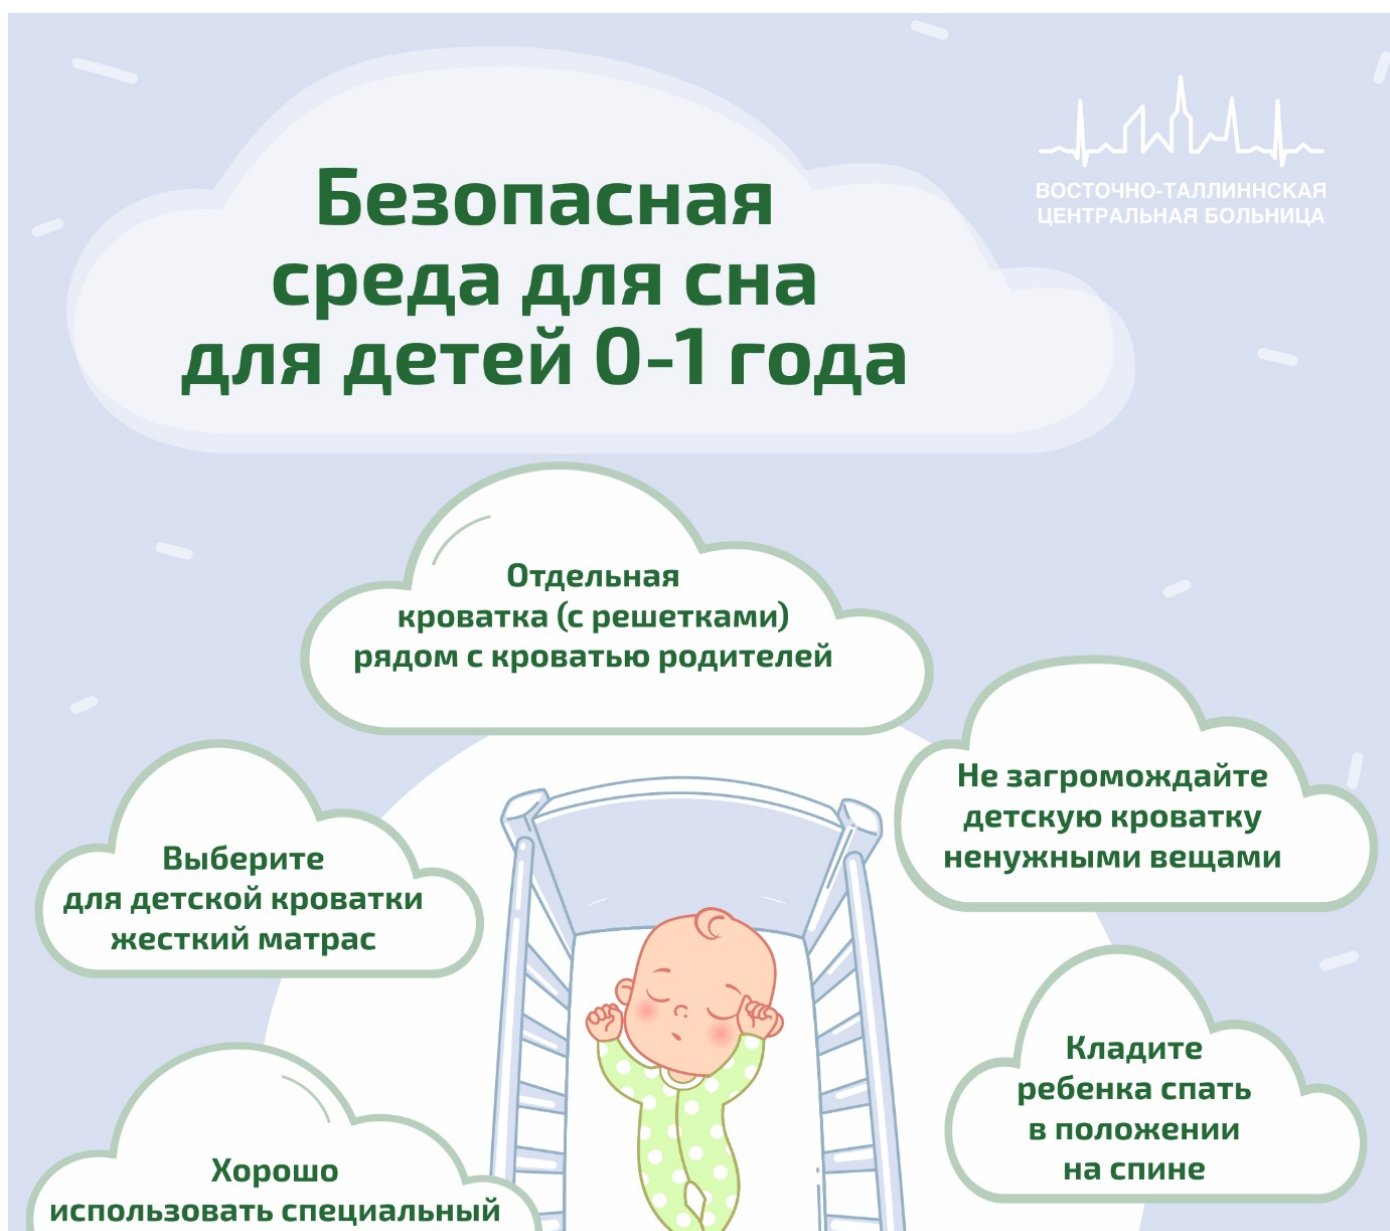 Безопасная
среда для сна
для детей 0-1 года
ВОСТОЧНО-ТАЛЛИННСКАЯ
ЦЕНТРАЛЬНАЯ БОЛЬНИЦА
Отдельная
кроватка (с решетками)
рядом с кроватью родителей
Не загромождайте
детскую кроватку
ненужными вещами
Выберите
для детской кроватки
жесткий матрас
Кладите
ребенка спать
в положении
на спине
Хорошо
использовать специальный